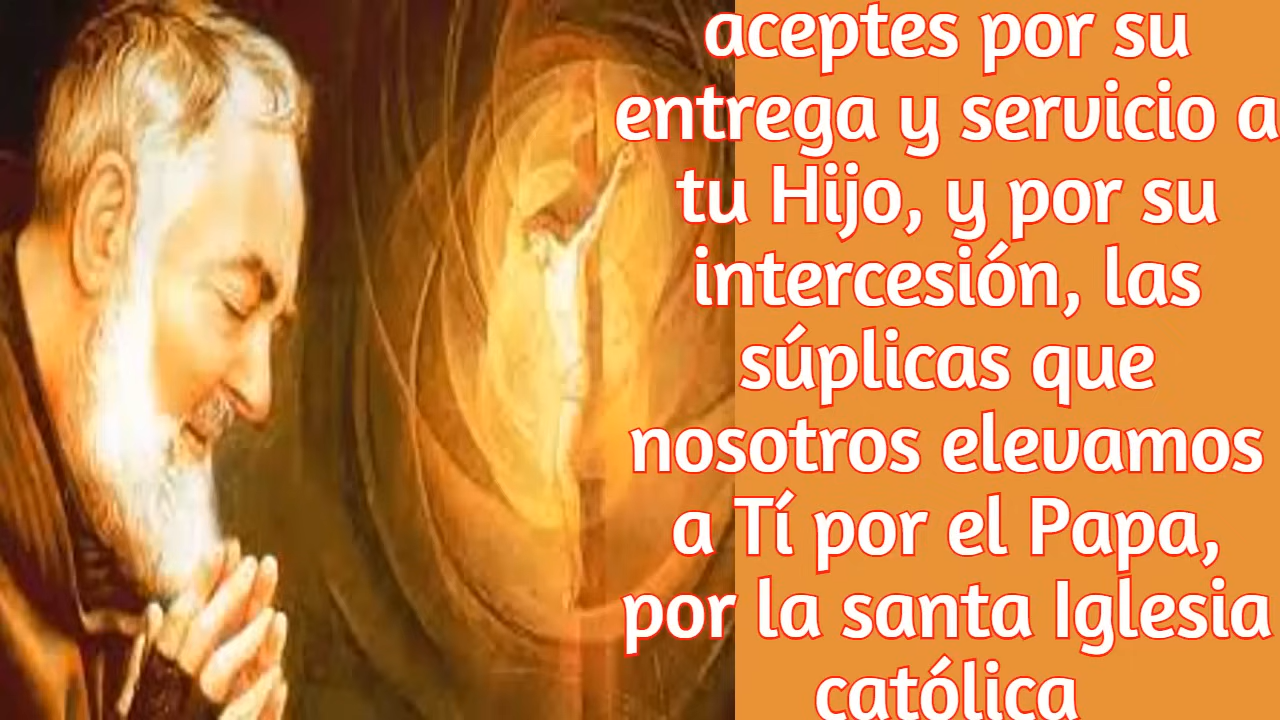 aceptes por su
entrega y servicio a
tu Hijo, y por su
intercesión, las
súplicas que
nosotros elevamos
a Tí por el Papa,
por la santa Iglesia
católica